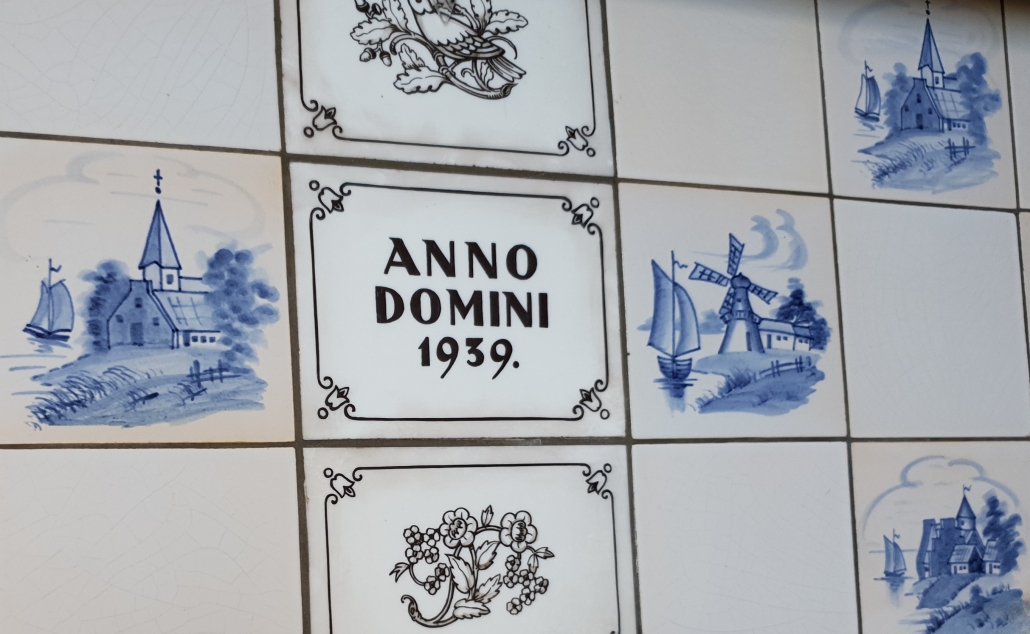 ANNO
DOMINI
1939.